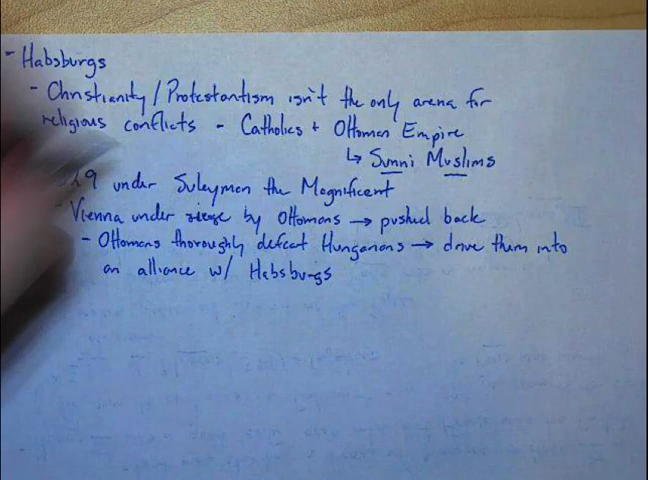 - Habsburgs
- Christianity / Protestantism isn't the only arena for
religious conflicts - Catholics + Ottoman Empire
↳ Sunni Muslims
under Suleyman the Magnificent
- Vienna under siege by Ottomans → pushed back
- Ottomans thoroughly defeat Hungarians → drive them into
an alliance w/ Habsburgs